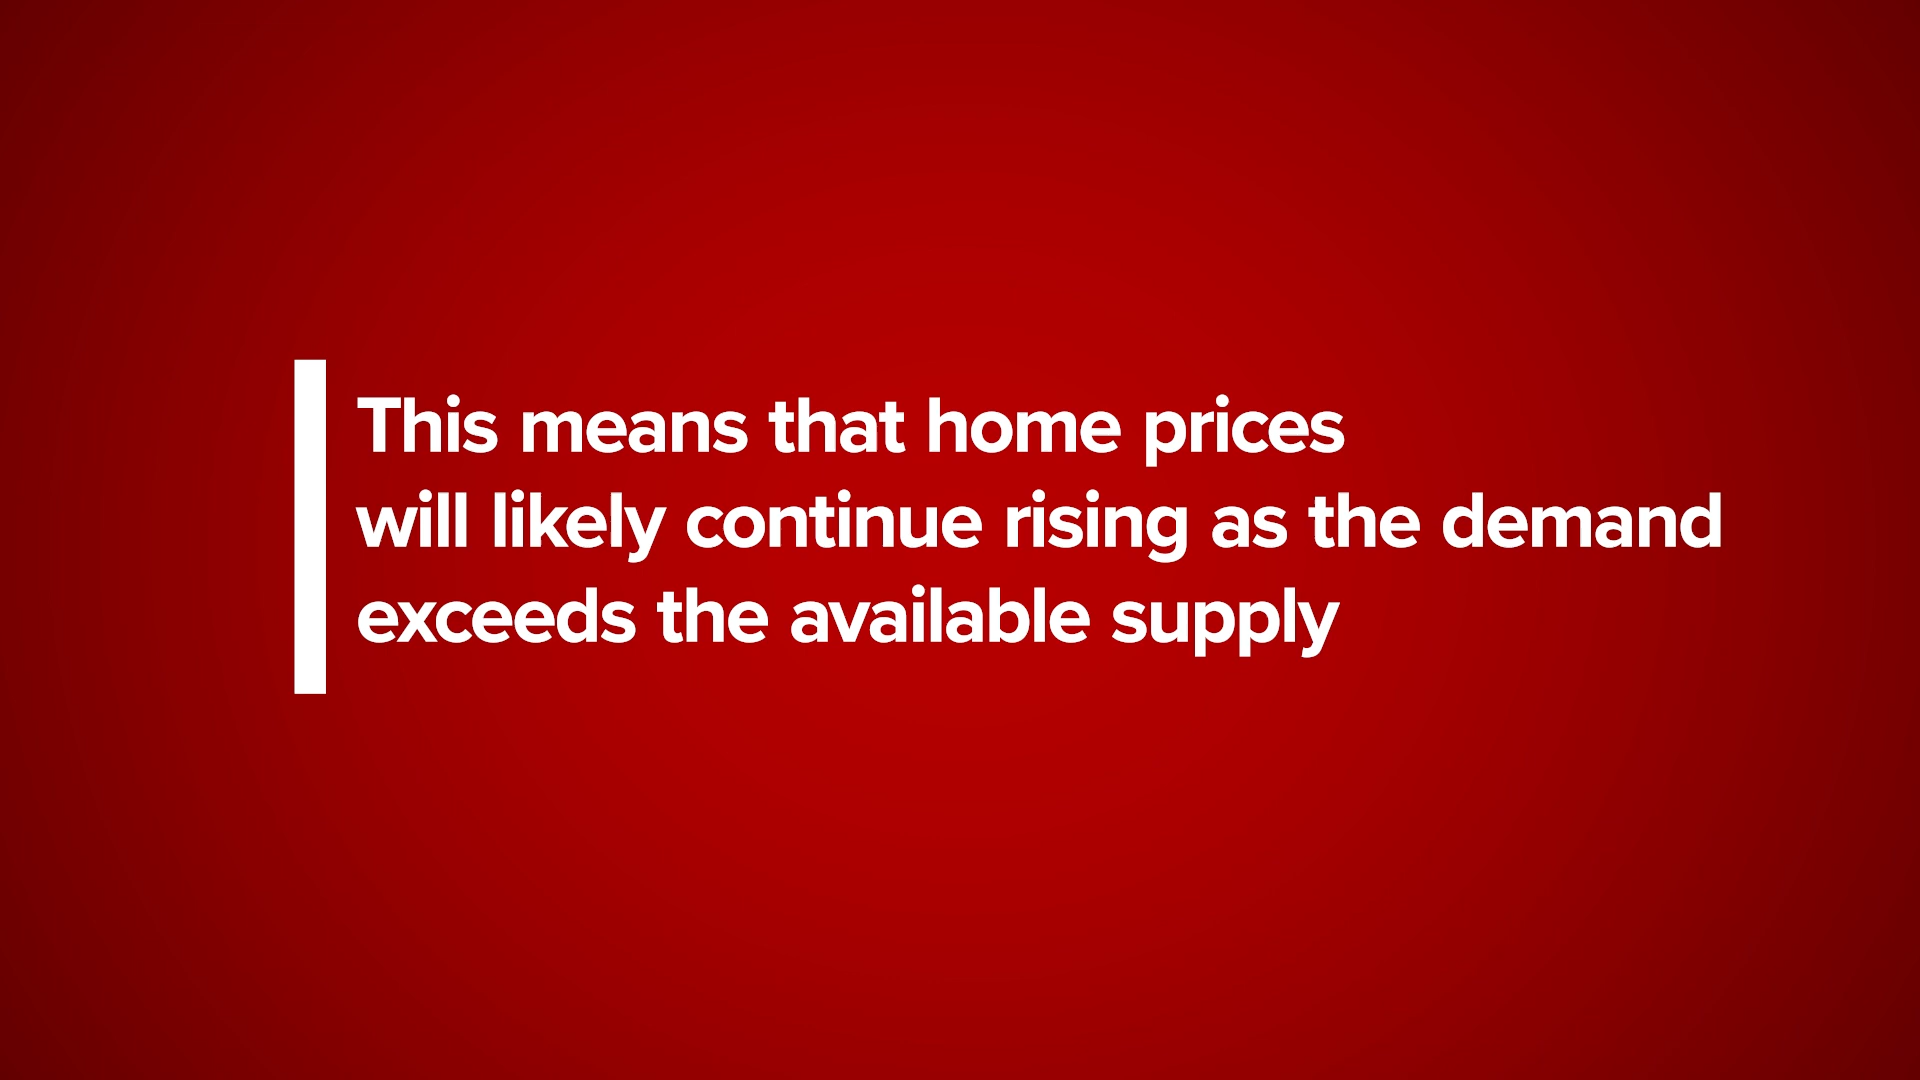 This means that home prices
will likely continue rising as the demand
exceeds the available supply